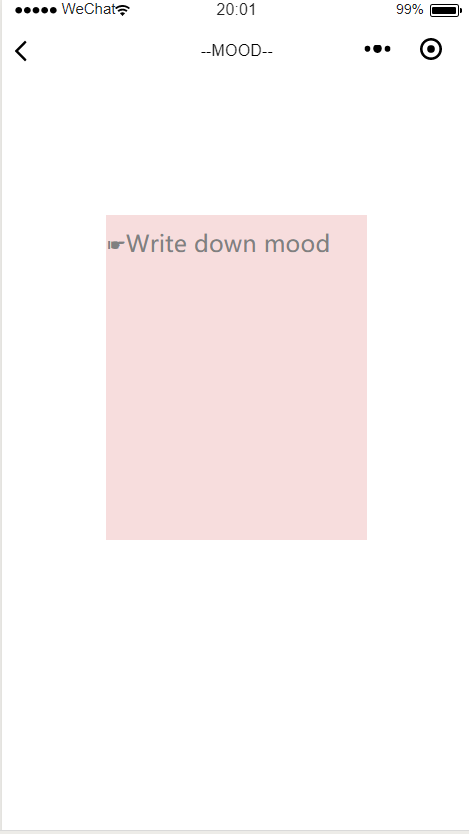 WeChat 20:01 99%
--MOOD--
☛Write down mood